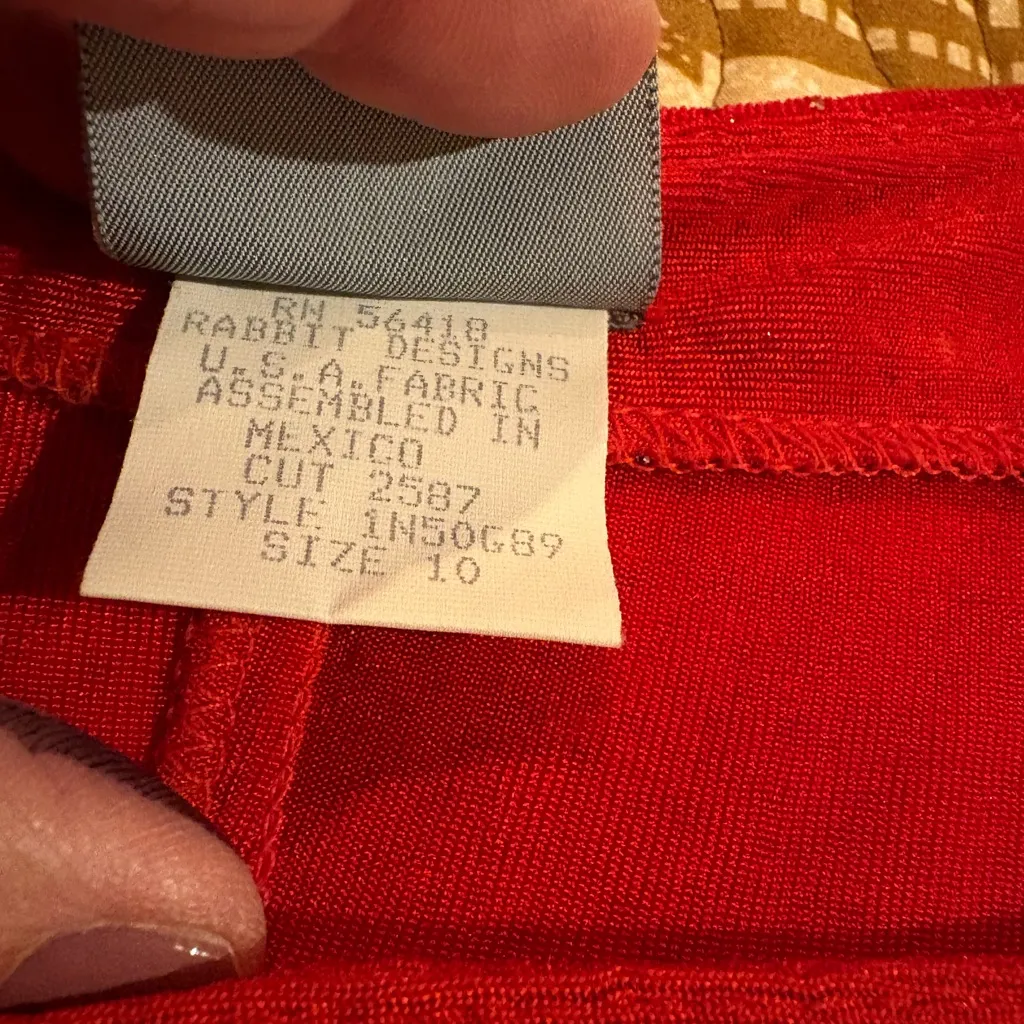 RN 56418
RABBIT DESIGNS
U.S.A.FABRIC
ASSEMBLED IN
MEXICO
CUT 2587
STYLE 1N50G89
SIZE 10